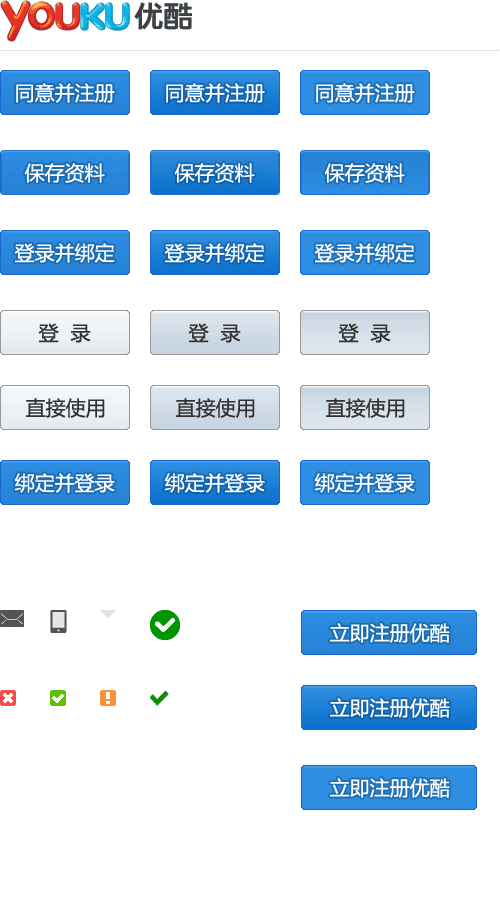 YOUKU 优酷
同意并注册 同意并注册 同意并注册
保存资料 保存资料 保存资料
登录并绑定 登录并绑定 登录并绑定
登 录 登 录 登 录
直接使用 直接使用 直接使用
绑定并登录 绑定并登录 绑定并登录
立即注册优酷
立即注册优酷
立即注册优酷